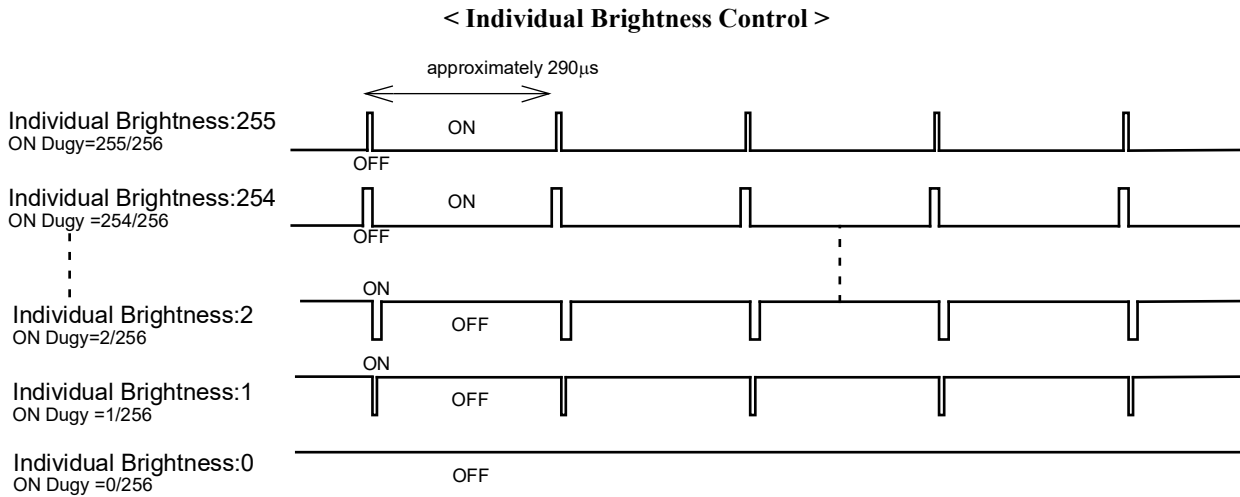 < Individual Brightness Control >
approximately 290μs
Individual Brightness:255
ON Dugy=255/256
ON
OFF
Individual Brightness:254
ON Dugy =254/256
ON
OFF
ON
Individual Brightness:2
ON Dugy=2/256
OFF
ON
Individual Brightness:1
ON Dugy =1/256
OFF
Individual Brightness:0
ON Dugy =0/256
OFF